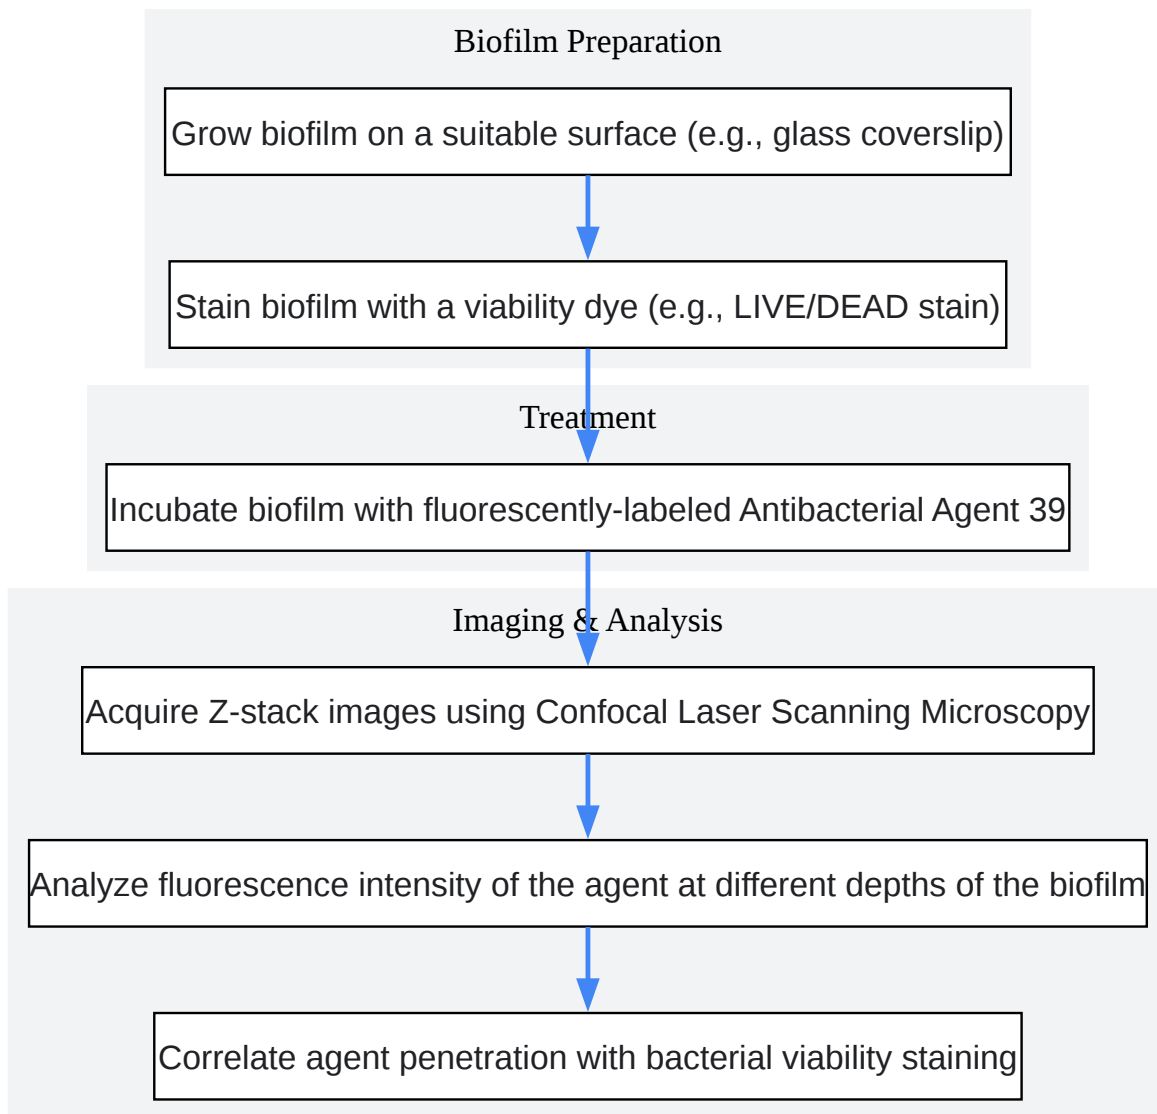 Biofilm Preparation
Grow biofilm on a suitable surface (e.g., glass coverslip)
Stain biofilm with a viability dye (e.g., LIVE/DEAD stain)
Treatment
Incubate biofilm with fluorescently-labeled Antibacterial Agent 39
Imaging & Analysis
Acquire Z-stack images using Confocal Laser Scanning Microscopy
Analyze fluorescence intensity of the agent at different depths of the biofilm
Correlate agent penetration with bacterial viability staining